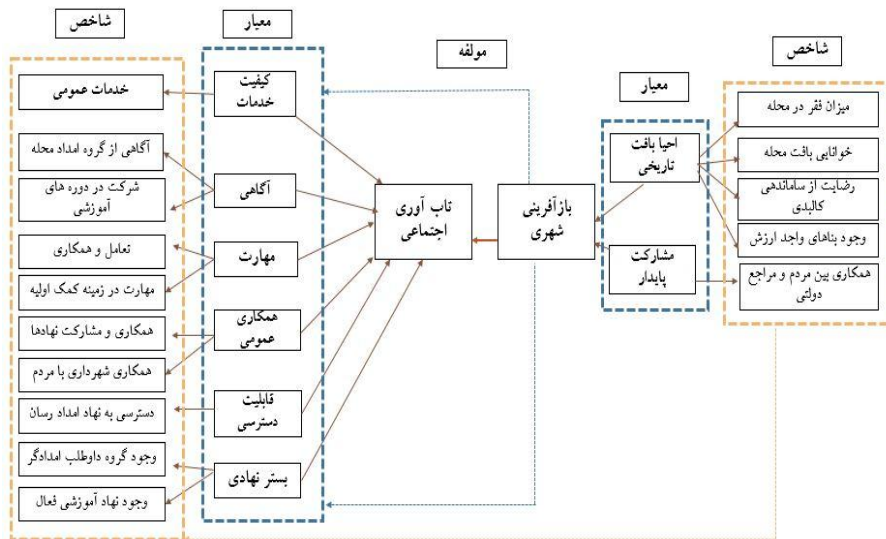 شاخص
معیار
مولفه
معیار
شاخص
میزان فقر در محله
خوانایی بافت محله
رضایت از ساماندهی
کالبدی
وجود بناهای واجد ارزش
همکاری بین مردم و مراجع
دولتی
احیا بافت
تاریخی
مشارکت
پایدار
بازآفرینی
شهری
تاب آوری
اجتماعی
کیفیت
خدمات
آگاهی
مهارت
همکاری
عمومی
قابلیت
دسترسی
بستر نهادی
خدمات عمومی
آگاهی از گروه امداد محله
شرکت در دوره های
آموزشی
تعامل و همکاری
مهارت در زمینه کمک اولیه
همکاری و مشارکت نهادها
همکاری شهرداری با مردم
دسترسی به نهاد امداد رسان
وجود گروه داوطلب امدادگر
وجود نهاد آموزشی فعال